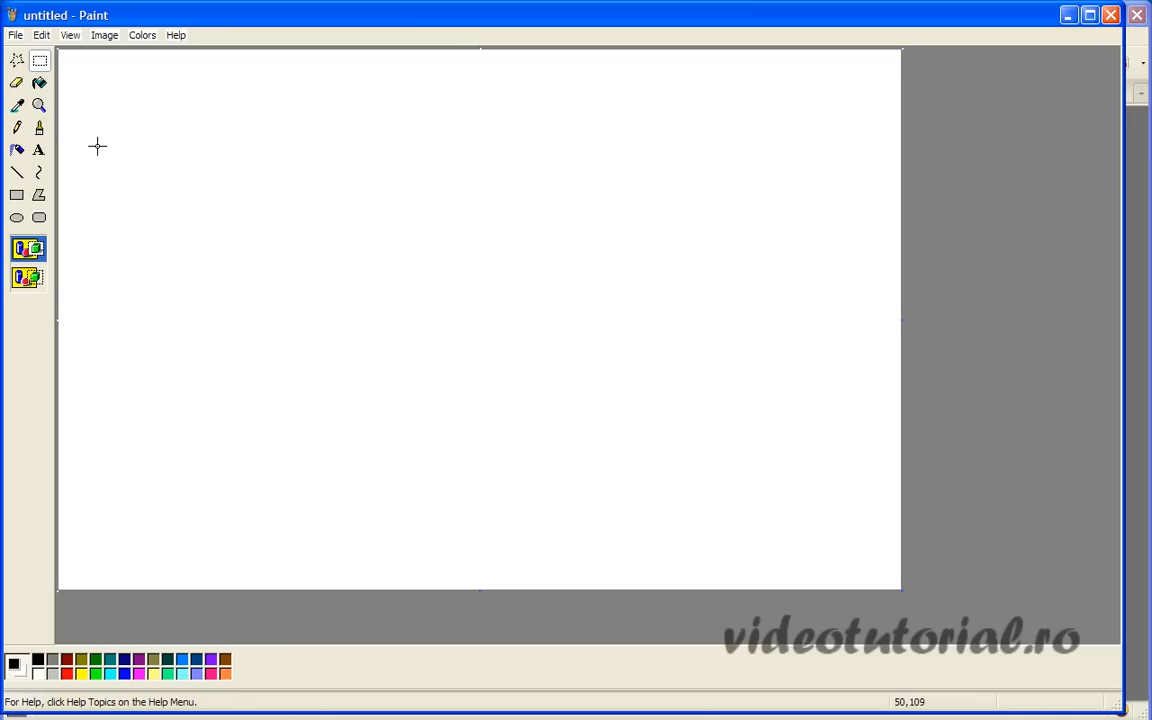 untitled - Paint
File Edit View Image Colors Help
A
videotutorial.ro
For Help, click Help Topics on the Help Menu.
50,109